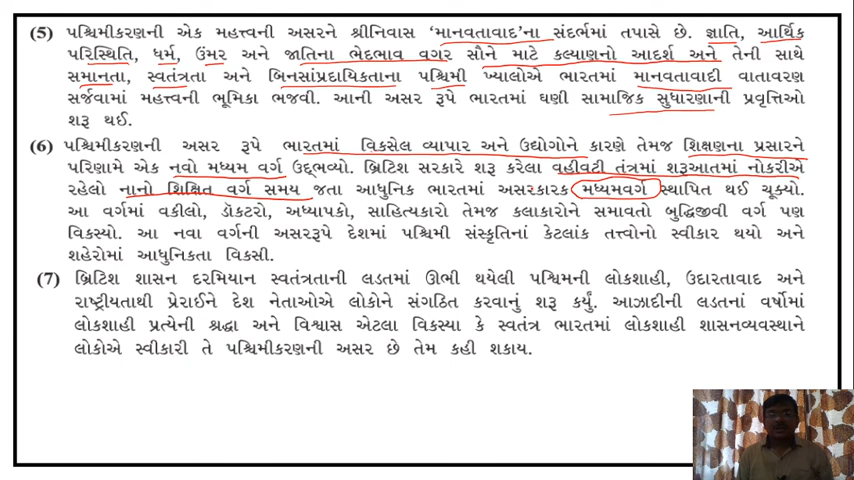 (5) પશ્ચિમીકરણની એક મહત્ત્વની અસરને શ્રીનિવાસ ‘માનવતાવાદ’ના સંદર્ભમાં તપાસે છે. જ્ઞાતિ, આર્થિક
પરિસ્થિતિ, ધર્મ, ઉંમર અને જાતિના ભેદભાવ વગર સૌને માટે કલ્યાણનો આદર્શ અને તેની સાથે
સમાનતા, સ્વતંત્રતા અને બિનસાંપ્રદાયિકતાના પશ્ચિમી ખ્યાલોએ ભારતમાં માનવતાવાદી વાતાવરણ
સર્જવામાં મહત્ત્વની ભૂમિકા ભજવી. આની અસર રૂપે ભારતમાં ઘણી સામાજિક સુધારણાની પ્રવૃત્તિઓ
શરૂ થઈ.
(6) પશ્ચિમીકરણની અસર રૂપે ભારતમાં વિકસેલ વ્યાપાર અને ઉદ્યોગોને કારણે તેમજ શિક્ષણના પ્રસારને
પરિણામે એક નવો મધ્યમ વર્ગ ઉદ્ભવ્યો. બ્રિટિશ સરકારે શરૂ કરેલા વહીવટી તંત્રમાં શરૂઆતમાં નોકરીએ
રહેલો નાનો શિક્ષિત વર્ગ સમય જતા આધુનિક ભારતમાં અસરકારક મધ્યમવર્ગ સ્થાપિત થઈ ચૂક્યો.
આ વર્ગમાં વકીલો, ડૉકટરો, અધ્યાપકો, સાહિત્યકારો તેમજ કલાકારોને સમાવતો બુદ્ધિજીવી વર્ગ પણ
વિકસ્યો. આ નવા વર્ગની અસરરૂપે દેશમાં પશ્ચિમી સંસ્કૃતિનાં કેટલાંક તત્ત્વોનો સ્વીકાર થયો અને
શહેરોમાં આધુનિકતા વિકસી.
(7) બ્રિટિશ શાસન દરમિયાન સ્વતંત્રતાની લડતમાં ઊભી થયેલી પશ્ચિમની લોકશાહી, ઉદારતાવાદ અને
રાષ્ટ્રીયતાથી પ્રેરાઈને દેશ નેતાઓએ લોકોને સંગઠિત કરવાનું શરૂ કર્યું. આઝાદીની લડતનાં વર્ષોમાં
લોકશાહી પ્રત્યેની શ્રદ્ધા અને વિશ્વાસ એટલા વિકસ્યા કે સ્વતંત્ર ભારતમાં લોકશાહી શાસનવ્યવસ્થાને
લોકોએ સ્વીકારી તે પશ્ચિમીકરણની અસર છે તેમ કહી શકાય.